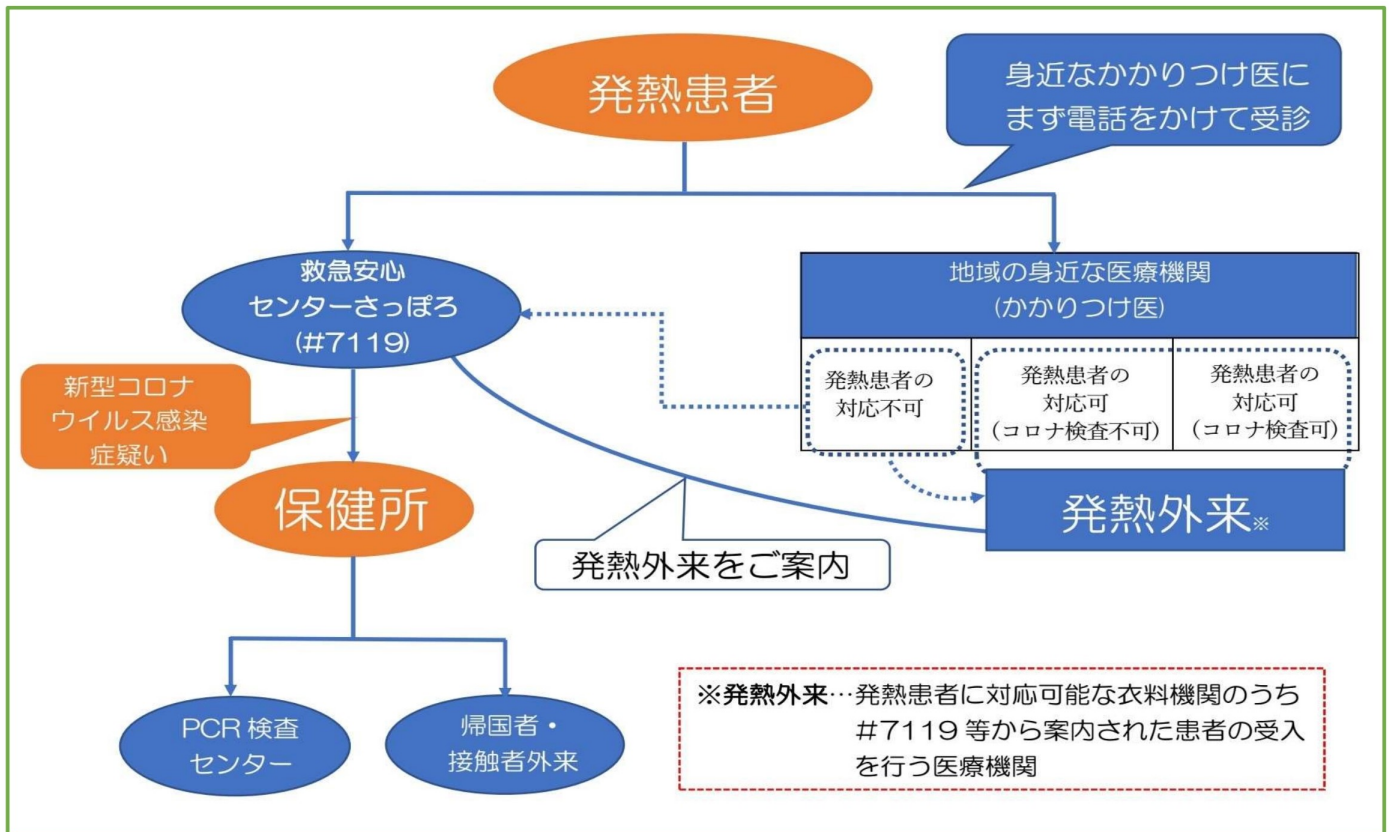 発熱患者
身近なかかりつけ医に
まず電話をかけて受診
救急安心
センターさっぽろ
(#7119)
地域の身近な医療機関
(かかりつけ医)
発熱患者の
対応不可
発熱患者の
対応可
(コロナ検査不可)
発熱患者の
対応可
(コロナ検査可)
新型コロナ
ウイルス感染
症疑い
保健所
発熱外来※
発熱外来をご案内
PCR 検査
センター
帰国者・
接触者外来
※発熱外来…発熱患者に対応可能な衣料機関のうち
#7119 等から案内された患者の受入
を行う医療機関